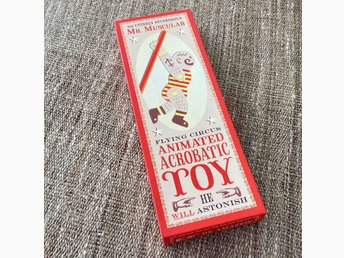 THE UTTERLY STUPENDOUS
MR. MUSCULAR
FLYING CIRCUS
ANIMATED
ACROBATIC
TOY
HE
WILL ASTONISH